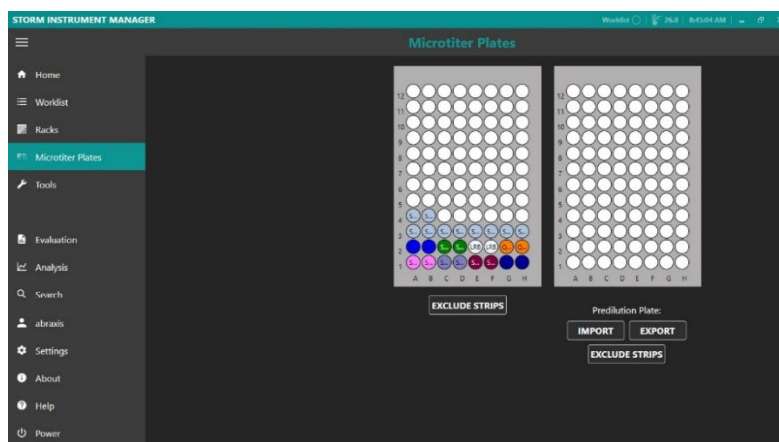 STORM INSTRUMENT MANAGER
Worklist
26.8
8:45:04 AM
Microtiter Plates
Home
Worklist
Racks
Microtiter Plates
Tools
Evaluation
Analysis
Search
abraxis
Settings
About
Help
Power
12
11
10
9
8
7
6
5
4
S... S...
3
S... S... S... S... S... S... S... S...
2
S... S... LRB LRB G... G...
1
S... S... S... S... S... S...
A B C D E F G H
EXCLUDE STRIPS
12
11
10
9
8
7
6
5
4
3
2
1
A B C D E F G H
Predilution Plate:
IMPORT EXPORT
EXCLUDE STRIPS